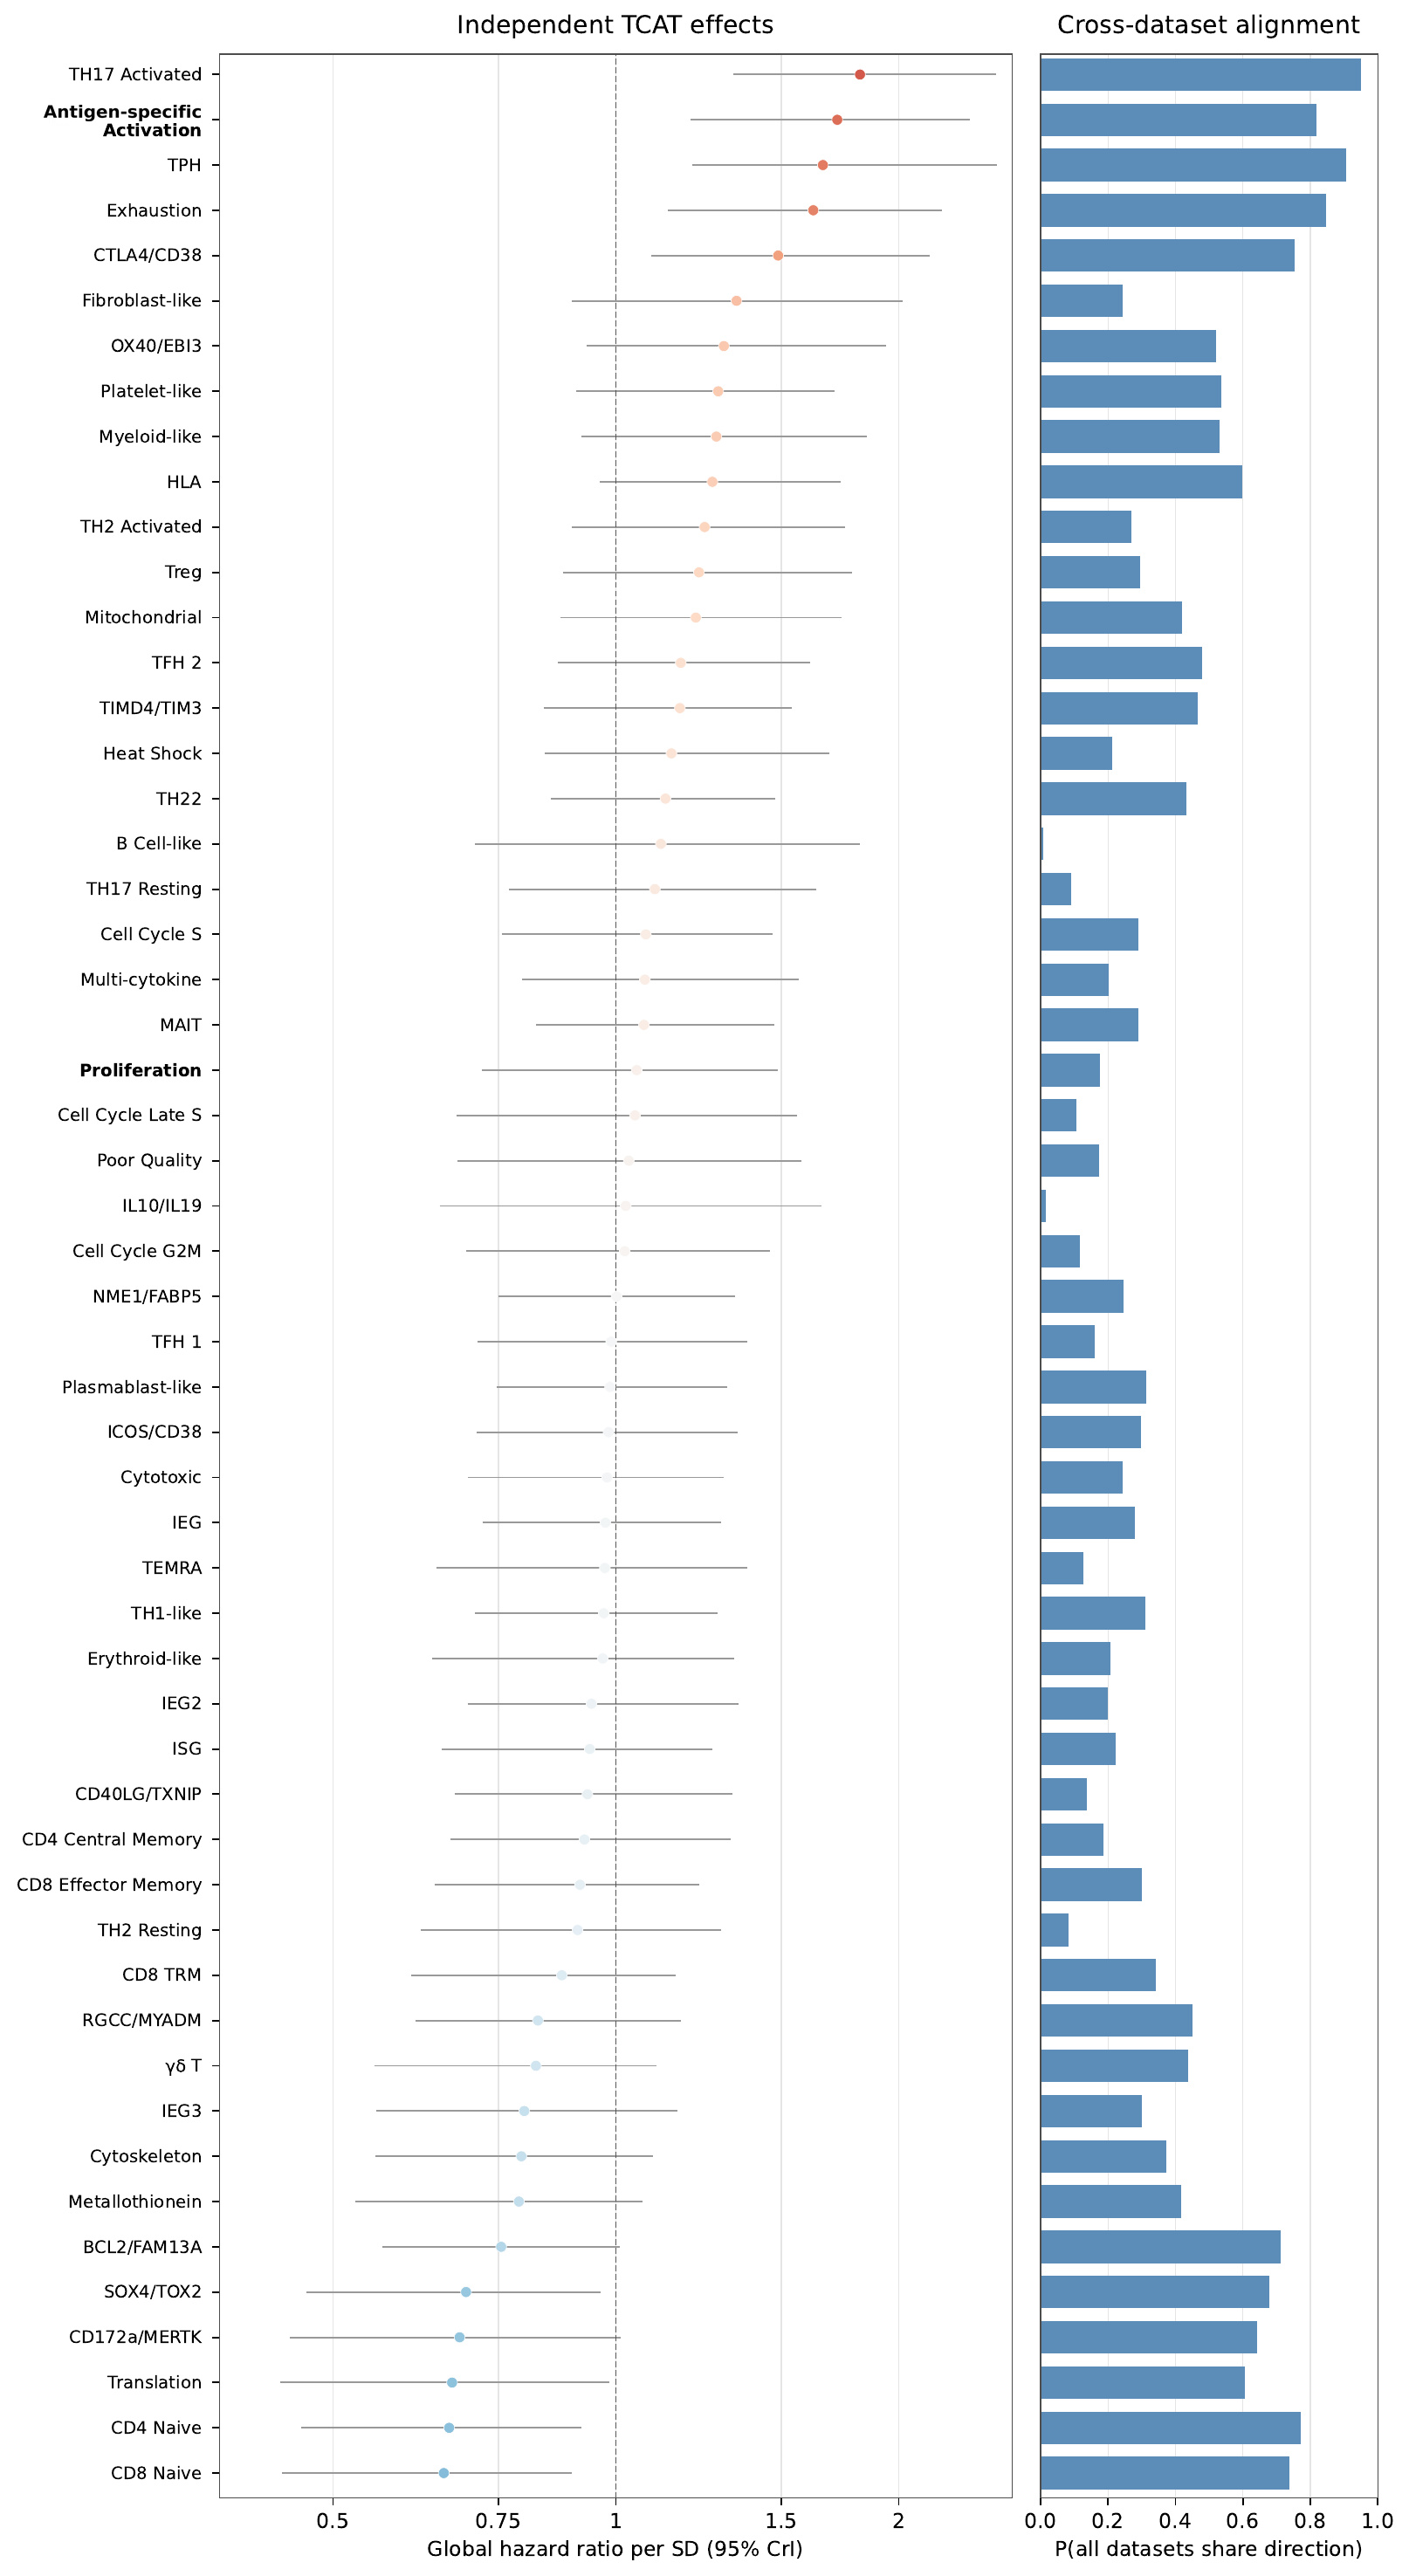 Independent TCAT effects
Cross-dataset alignment
TH17 Activated
Antigen-specific
Activation
TPH
Exhaustion
CTLA4/CD38
Fibroblast-like
OX40/EBI3
Platelet-like
Myeloid-like
HLA
TH2 Activated
Treg
Mitochondrial
TFH 2
TIMD4/TIM3
Heat Shock
TH22
B Cell-like
TH17 Resting
Cell Cycle S
Multi-cytokine
MAIT
Proliferation
Cell Cycle Late S
Poor Quality
IL10/IL19
Cell Cycle G2M
NME1/FABP5
TFH 1
Plasmablast-like
ICOS/CD38
Cytotoxic
IEG
TEMRA
TH1-like
Erythroid-like
IEG2
ISG
CD40LG/TXNIP
CD4 Central Memory
CD8 Effector Memory
TH2 Resting
CD8 TRM
RGCC/MYADM
γδ T
IEG3
Cytoskeleton
Metallothionein
BCL2/FAM13A
SOX4/TOX2
CD172a/MERTK
Translation
CD4 Naive
CD8 Naive
0.5 0.75 1 1.5 2
Global hazard ratio per SD (95% CrI)
0.0 0.2 0.4 0.6 0.8 1.0
P(all datasets share direction)